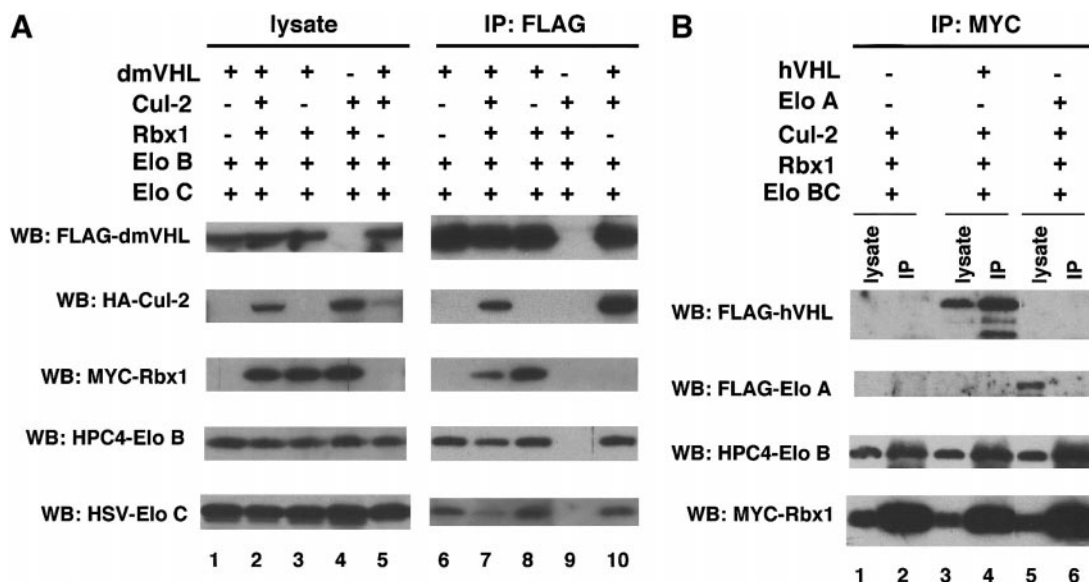 A
lysate
IP: FLAG
dmVHL + + + - + + + + - +
Cul-2 - + - + + - + - + +
Rbx1 - + + + - - + + + -
Elo B + + + + + + + + + +
Elo C + + + + + + + + + +
WB: FLAG-dmVHL
WB: HA-Cul-2
WB: MYC-Rbx1
WB: HPC4-Elo B
WB: HSV-Elo C
1 2 3 4 5 6 7 8 9 10
B
IP: MYC
hVHL - + -
Elo A - - +
Cul-2 + + +
Rbx1 + + +
Elo BC + + +
lysate IP lysate IP lysate IP
WB: FLAG-hVHL
WB: FLAG-Elo A
WB: HPC4-Elo B
WB: MYC-Rbx1
1 2 3 4 5 6